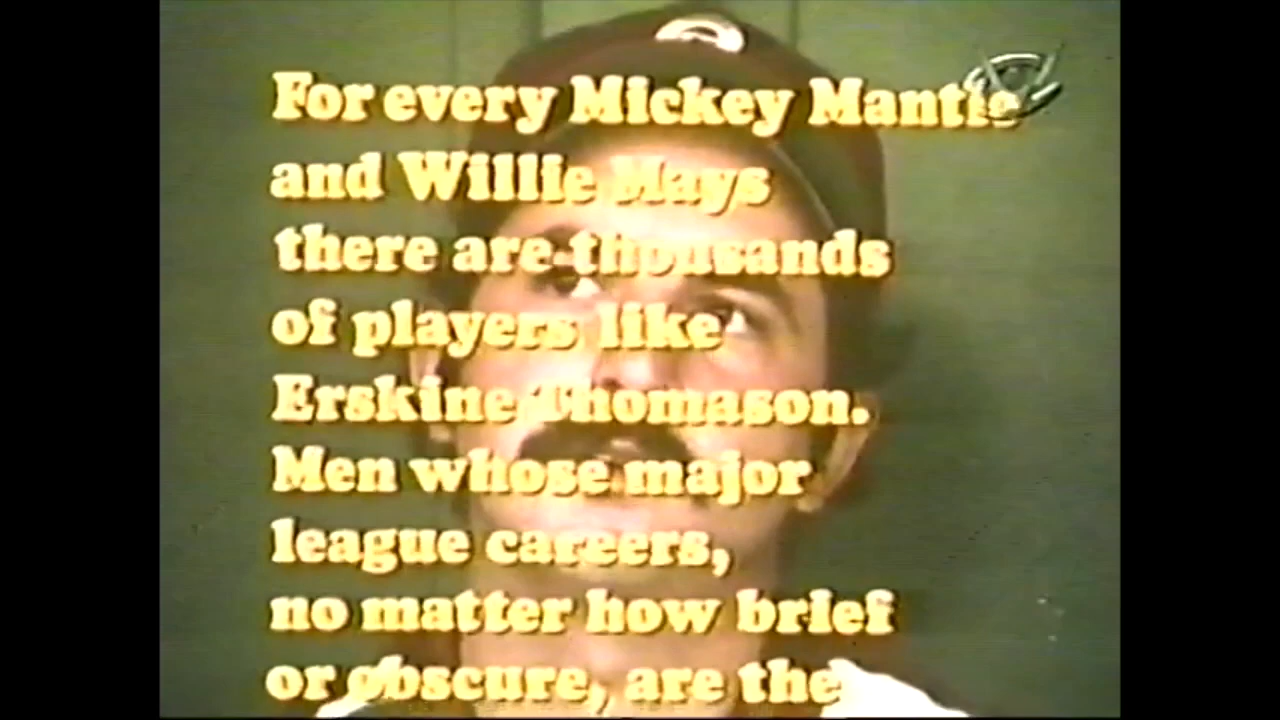 For every Mickey Mantle
and Willie Mays
there are thousands
of players like
Erskine Thomason.
Men whose major
league careers,
no matter how brief
or obscure, are the